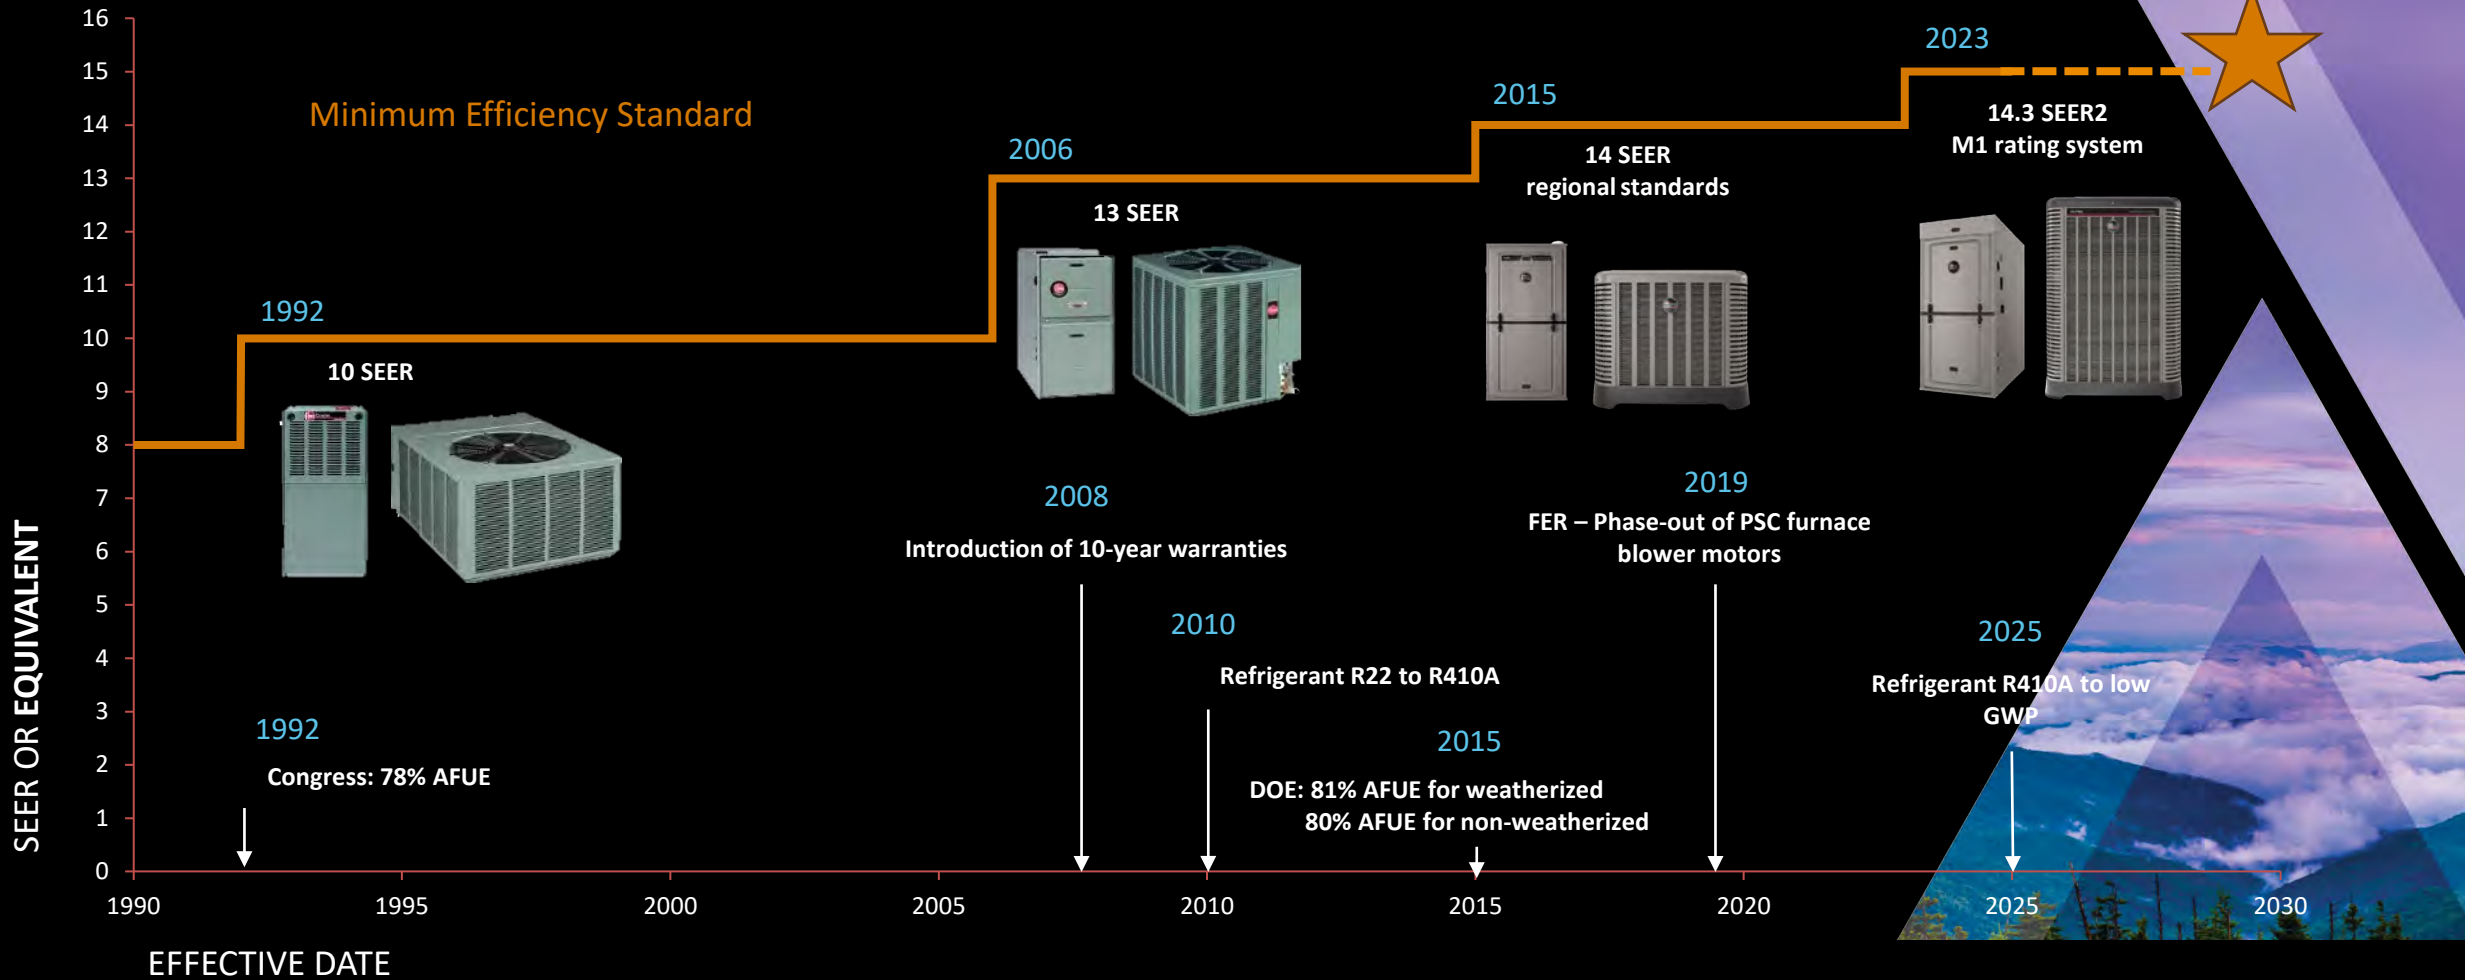 16
15
14
13
12
11
10
9
8
7
6
5
4
3
2
1
0
SEER OR EQUIVALENT
Minimum Efficiency Standard
1992
10 SEER
2006
13 SEER
2015
14 SEER
regional standards
2023
14.3 SEER2
M1 rating system
1992
Congress: 78% AFUE
2008
Introduction of 10-year warranties
2010
Refrigerant R22 to R410A
2015
DOE: 81% AFUE for weatherized
80% AFUE for non-weatherized
2019
FER – Phase-out of PSC furnace
blower motors
2025
Refrigerant R410A to low
GWP
1990
1995
2000
2005
2010
2015
2020
2025
2030
EFFECTIVE DATE